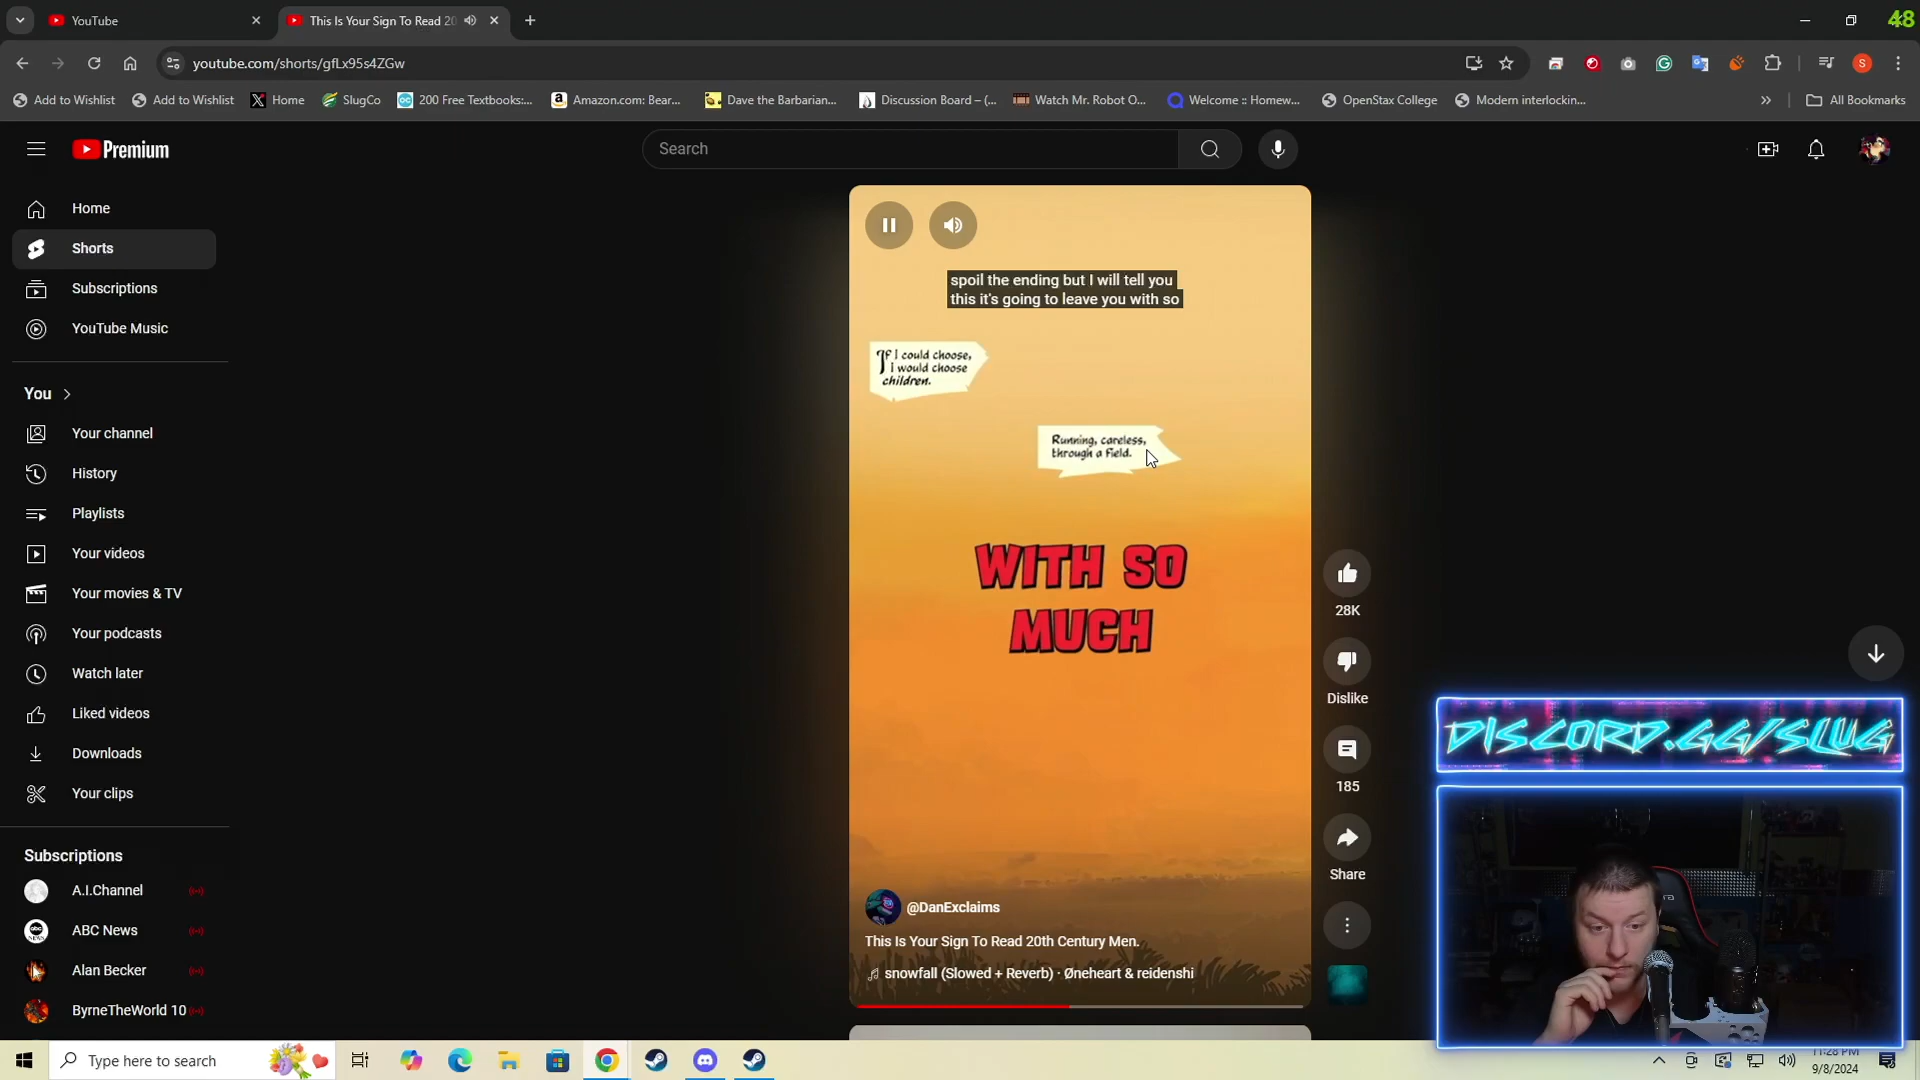 YouTube
This Is Your Sign To Read 20
48
youtube.com/shorts/gfLx95s4ZGw
S
Add to Wishlist
Add to Wishlist
Home
SlugCo
200 Free Textbooks:...
Amazon.com: Bear...
Dave the Barbarian...
Discussion Board – (...
Watch Mr. Robot O...
Welcome :: Homew...
OpenStax College
Modern interlockin...
All Bookmarks
Premium
Search
Home
Shorts
Subscriptions
YouTube Music
You
Your channel
History
Playlists
Your videos
Your movies & TV
Your podcasts
Watch later
Liked videos
Downloads
Your clips
Subscriptions
A.I.Channel
ABC News
Alan Becker
ByrneTheWorld 10
spoil the ending but I will tell you
this it's going to leave you with so
If I could choose,
I would choose
children.
Running, careless,
through a field.
WITH SO
MUCH
@DanExclaims
This Is Your Sign To Read 20th Century Men.
snowfall (Slowed + Reverb) · Øneheart & reidenshi
28K
Dislike
185
Share
DISCORD.GG/SLUG
Type here to search
11:28 PM
9/8/2024